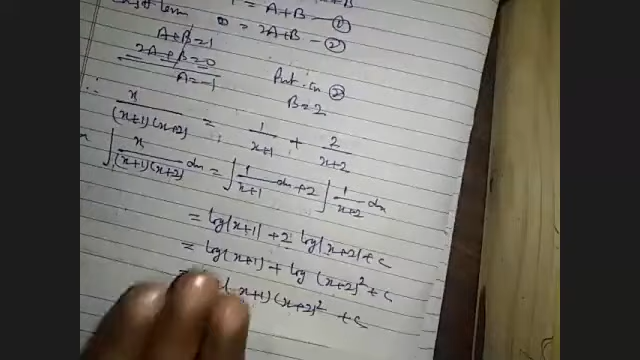 1 = A+B — ①
term 0 = 2A+B — ②
A+B=1
2A+B=0
A=-1
Put in ②
B=2
∴ x/((x+1)(x+2)) = 1/(x+1) + 2/(x+2)
∫ x/((x+1)(x+2)) dx = ∫ 1/(x+1) dx + 2 ∫ 1/(x+2) dx
= log|x+1| + 2 log|x+2| + c
= log(x+1) + log (x+2)² + c
= (x+1)(x+2)² + c